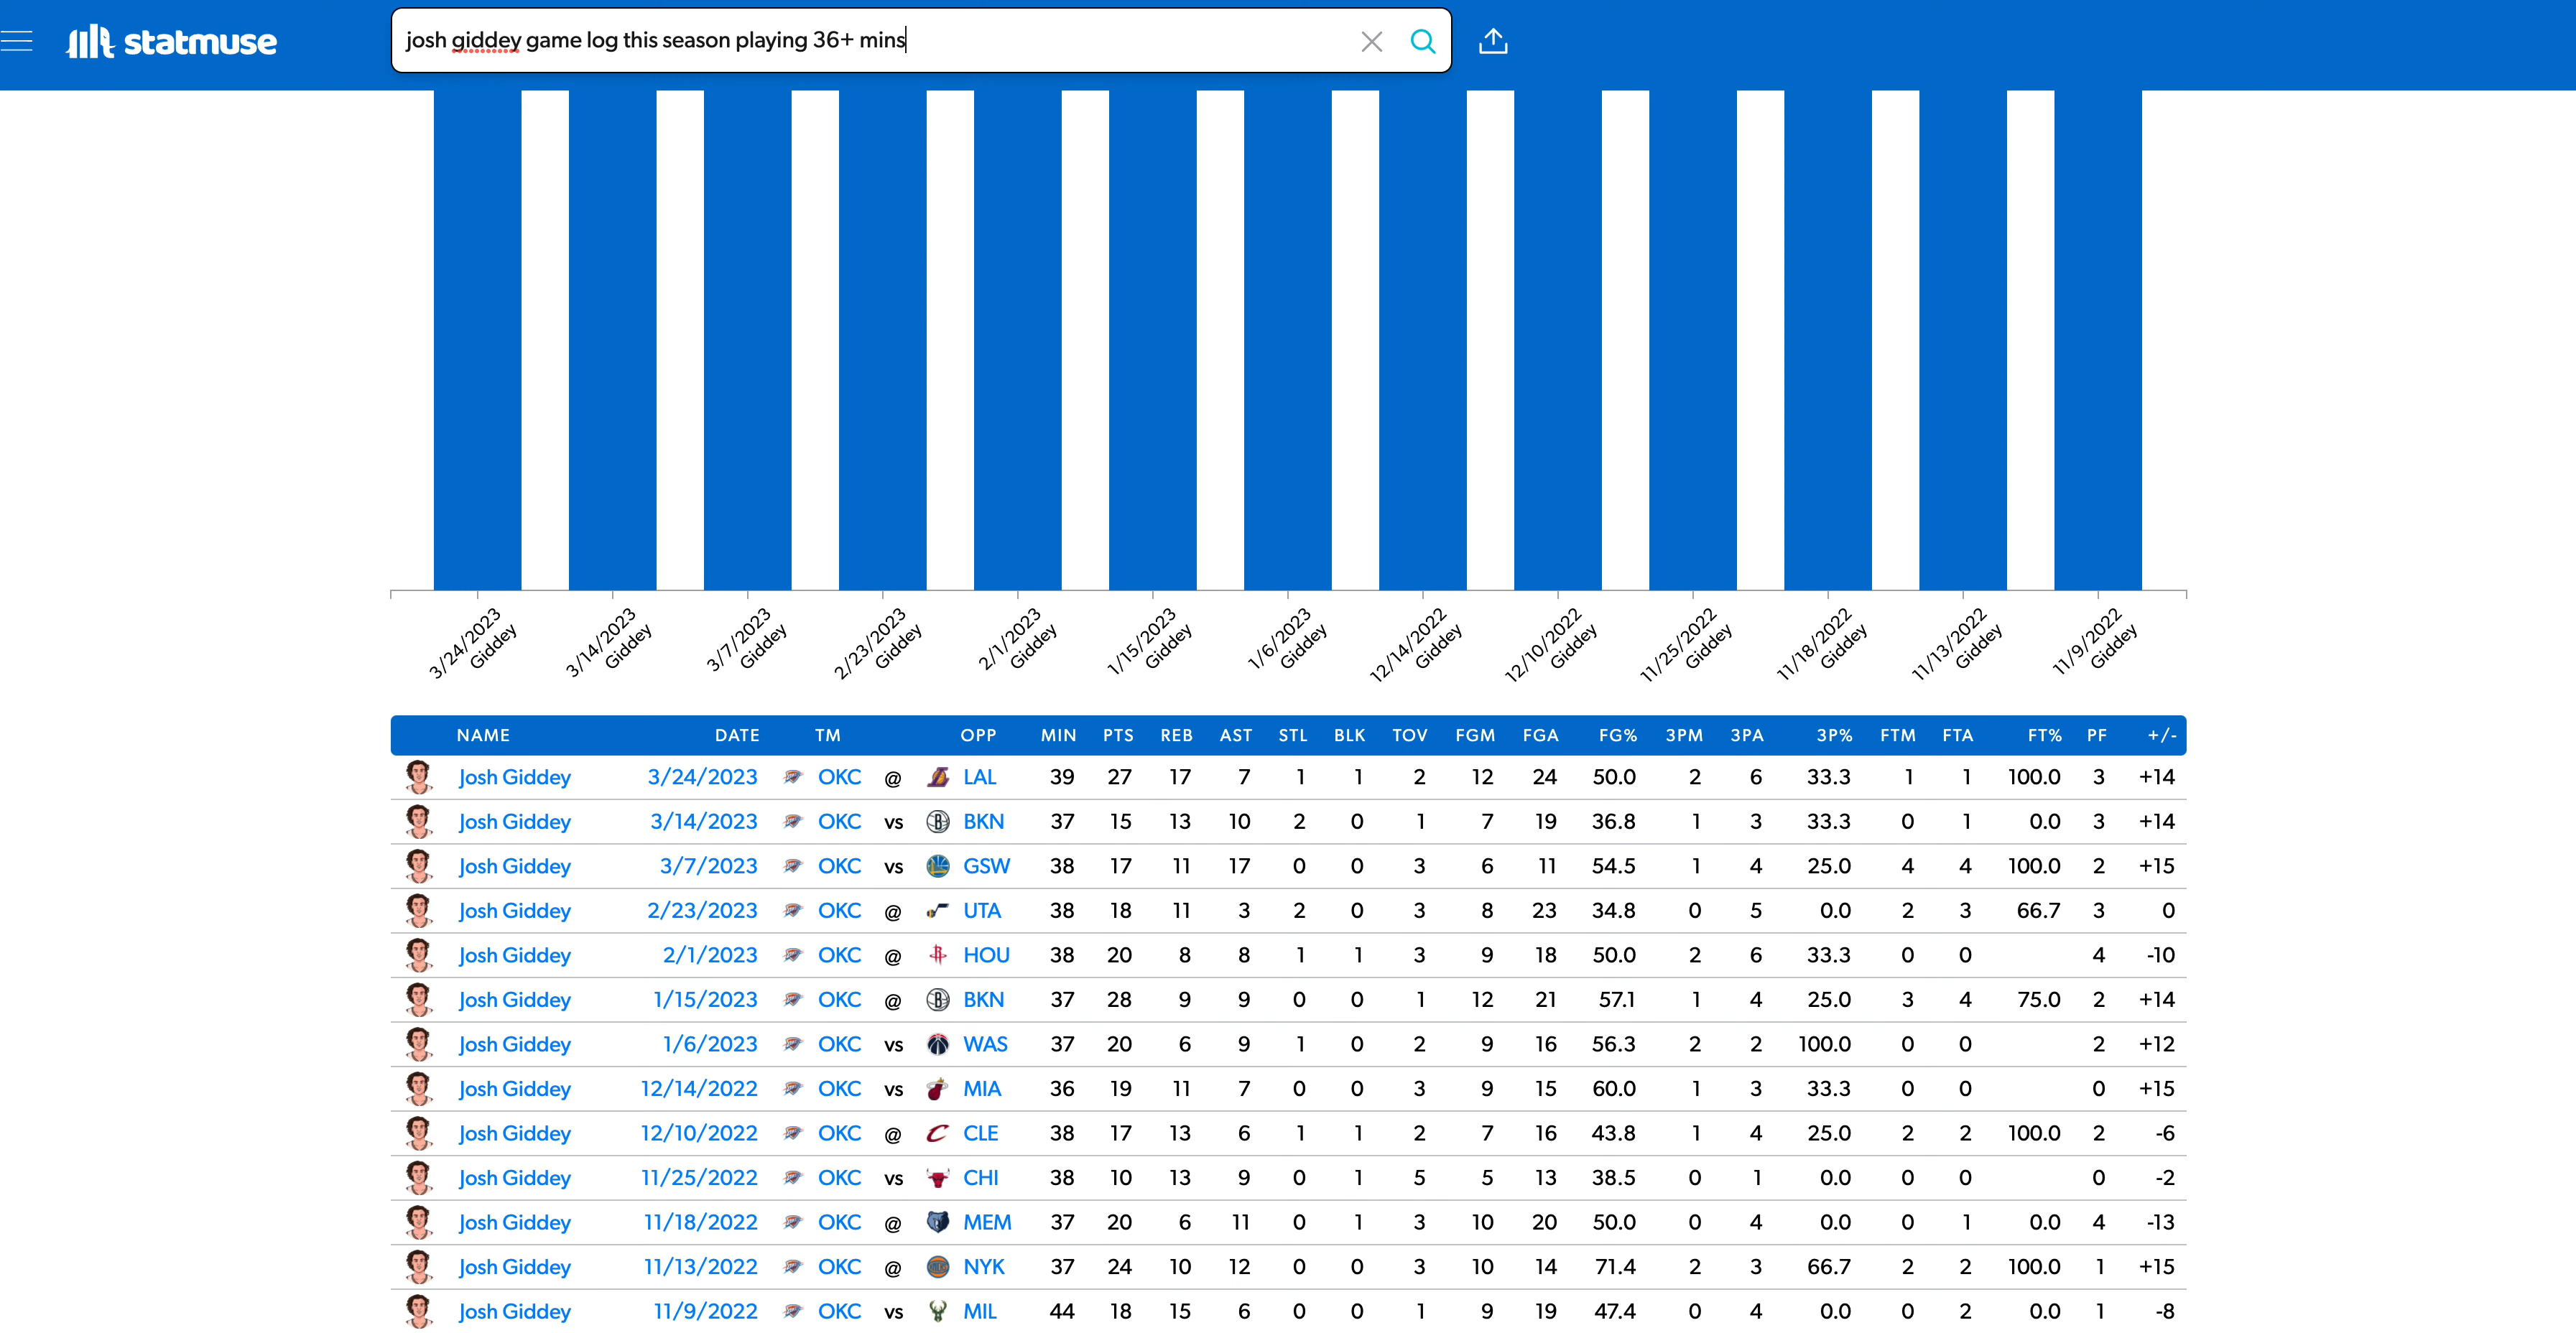 statmuse
josh giddey game log this season playing 36+ mins
3/24/2023 Giddey
3/14/2023 Giddey
3/7/2023 Giddey
2/23/2023 Giddey
2/1/2023 Giddey
1/15/2023 Giddey
1/6/2023 Giddey
12/14/2022 Giddey
12/10/2022 Giddey
11/25/2022 Giddey
11/18/2022 Giddey
11/13/2022 Giddey
11/9/2022 Giddey
NAME DATE TM OPP MIN PTS REB AST STL BLK TOV FGM FGA FG% 3PM 3PA 3P% FTM FTA FT% PF +/-
Josh Giddey 3/24/2023 OKC @ LAL 39 27 17 7 1 1 2 12 24 50.0 2 6 33.3 1 1 100.0 3 +14
Josh Giddey 3/14/2023 OKC vs BKN 37 15 13 10 2 0 1 7 19 36.8 1 3 33.3 0 1 0.0 3 +14
Josh Giddey 3/7/2023 OKC vs GSW 38 17 11 17 0 0 3 6 11 54.5 1 4 25.0 4 4 100.0 2 +15
Josh Giddey 2/23/2023 OKC @ UTA 38 18 11 3 2 0 3 8 23 34.8 0 5 0.0 2 3 66.7 3 0
Josh Giddey 2/1/2023 OKC @ HOU 38 20 8 8 1 1 3 9 18 50.0 2 6 33.3 0 0 4 -10
Josh Giddey 1/15/2023 OKC @ BKN 37 28 9 9 0 0 1 12 21 57.1 1 4 25.0 3 4 75.0 2 +14
Josh Giddey 1/6/2023 OKC vs WAS 37 20 6 9 1 0 2 9 16 56.3 2 2 100.0 0 0 2 +12
Josh Giddey 12/14/2022 OKC vs MIA 36 19 11 7 0 0 3 9 15 60.0 1 3 33.3 0 0 0 +15
Josh Giddey 12/10/2022 OKC @ CLE 38 17 13 6 1 1 2 7 16 43.8 1 4 25.0 2 2 100.0 2 -6
Josh Giddey 11/25/2022 OKC vs CHI 38 10 13 9 0 1 5 5 13 38.5 0 1 0.0 0 0 0 -2
Josh Giddey 11/18/2022 OKC @ MEM 37 20 6 11 0 1 3 10 20 50.0 0 4 0.0 0 1 0.0 4 -13
Josh Giddey 11/13/2022 OKC @ NYK 37 24 10 12 0 0 3 10 14 71.4 2 3 66.7 2 2 100.0 1 +15
Josh Giddey 11/9/2022 OKC vs MIL 44 18 15 6 0 0 1 9 19 47.4 0 4 0.0 0 2 0.0 1 -8